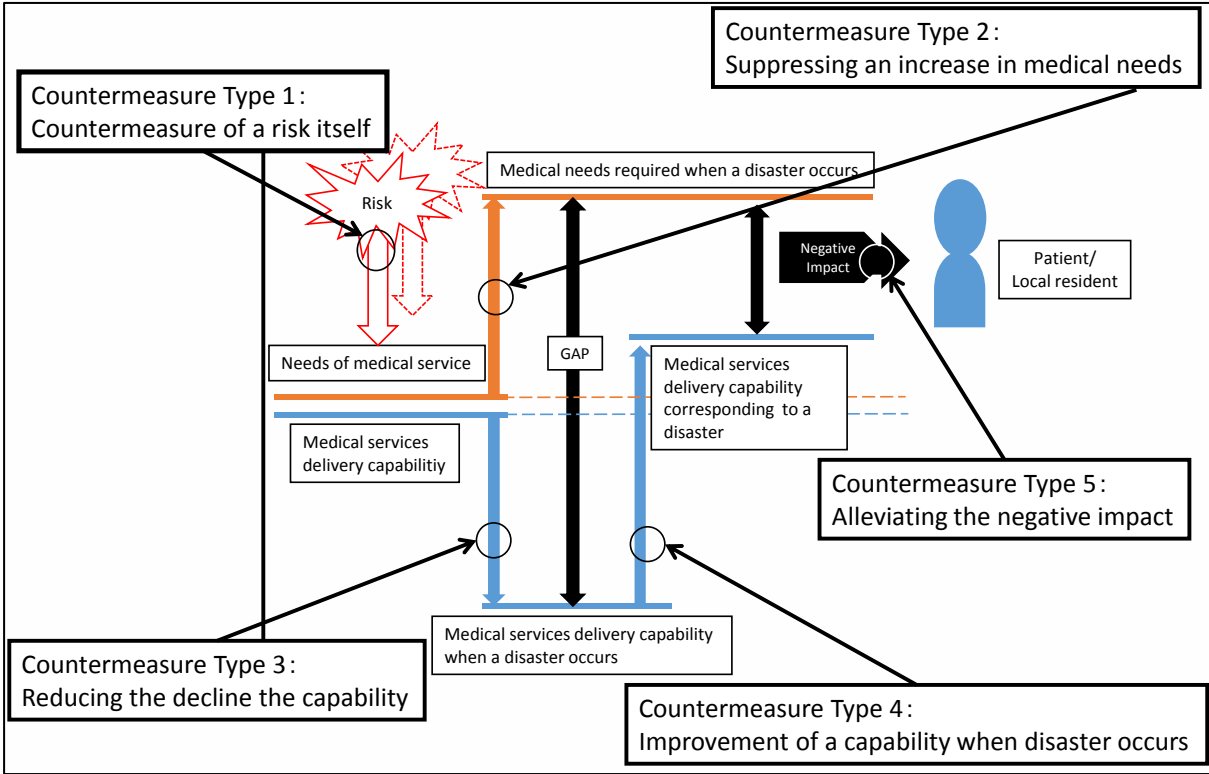 Countermeasure Type 2:
Suppressing an increase in medical needs
Countermeasure Type 1:
Countermeasure of a risk itself
Medical needs required when a disaster occurs
Risk
Negative
Impact
Patient/
Local resident
Needs of medical service
GAP
Medical services
delivery capability
corresponding to a
disaster
Medical services
delivery capabilitiy
Countermeasure Type 5:
Alleviating the negative impact
Medical services delivery capability
when a disaster occurs
Countermeasure Type 3:
Reducing the decline the capability
Countermeasure Type 4:
Improvement of a capability when disaster occurs